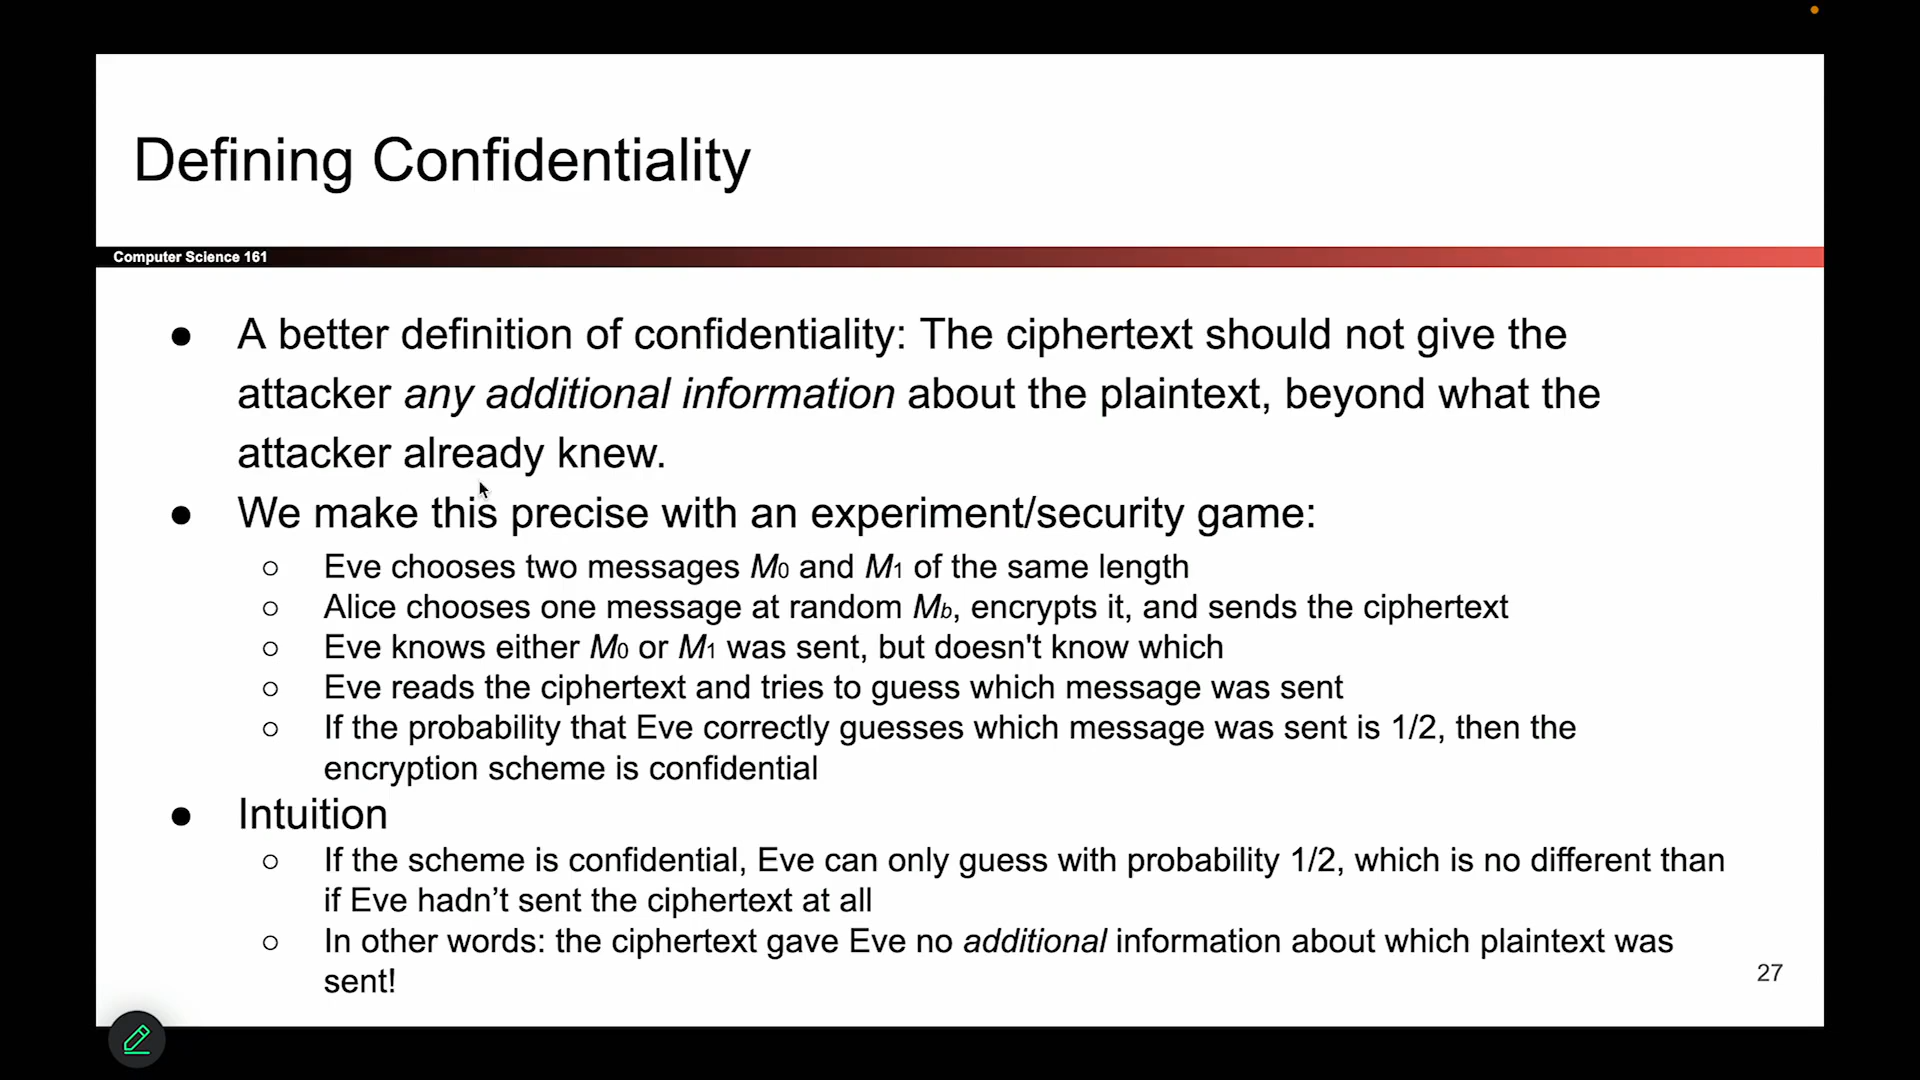 Defining Confidentiality
Computer Science 161
● A better definition of confidentiality: The ciphertext should not give the
attacker any additional information about the plaintext, beyond what the
attacker already knew.
● We make this precise with an experiment/security game:
○ Eve chooses two messages M0 and M1 of the same length
○ Alice chooses one message at random Mb, encrypts it, and sends the ciphertext
○ Eve knows either M0 or M1 was sent, but doesn't know which
○ Eve reads the ciphertext and tries to guess which message was sent
○ If the probability that Eve correctly guesses which message was sent is 1/2, then the
encryption scheme is confidential
● Intuition
○ If the scheme is confidential, Eve can only guess with probability 1/2, which is no different than
if Eve hadn’t sent the ciphertext at all
○ In other words: the ciphertext gave Eve no additional information about which plaintext was
sent!
27